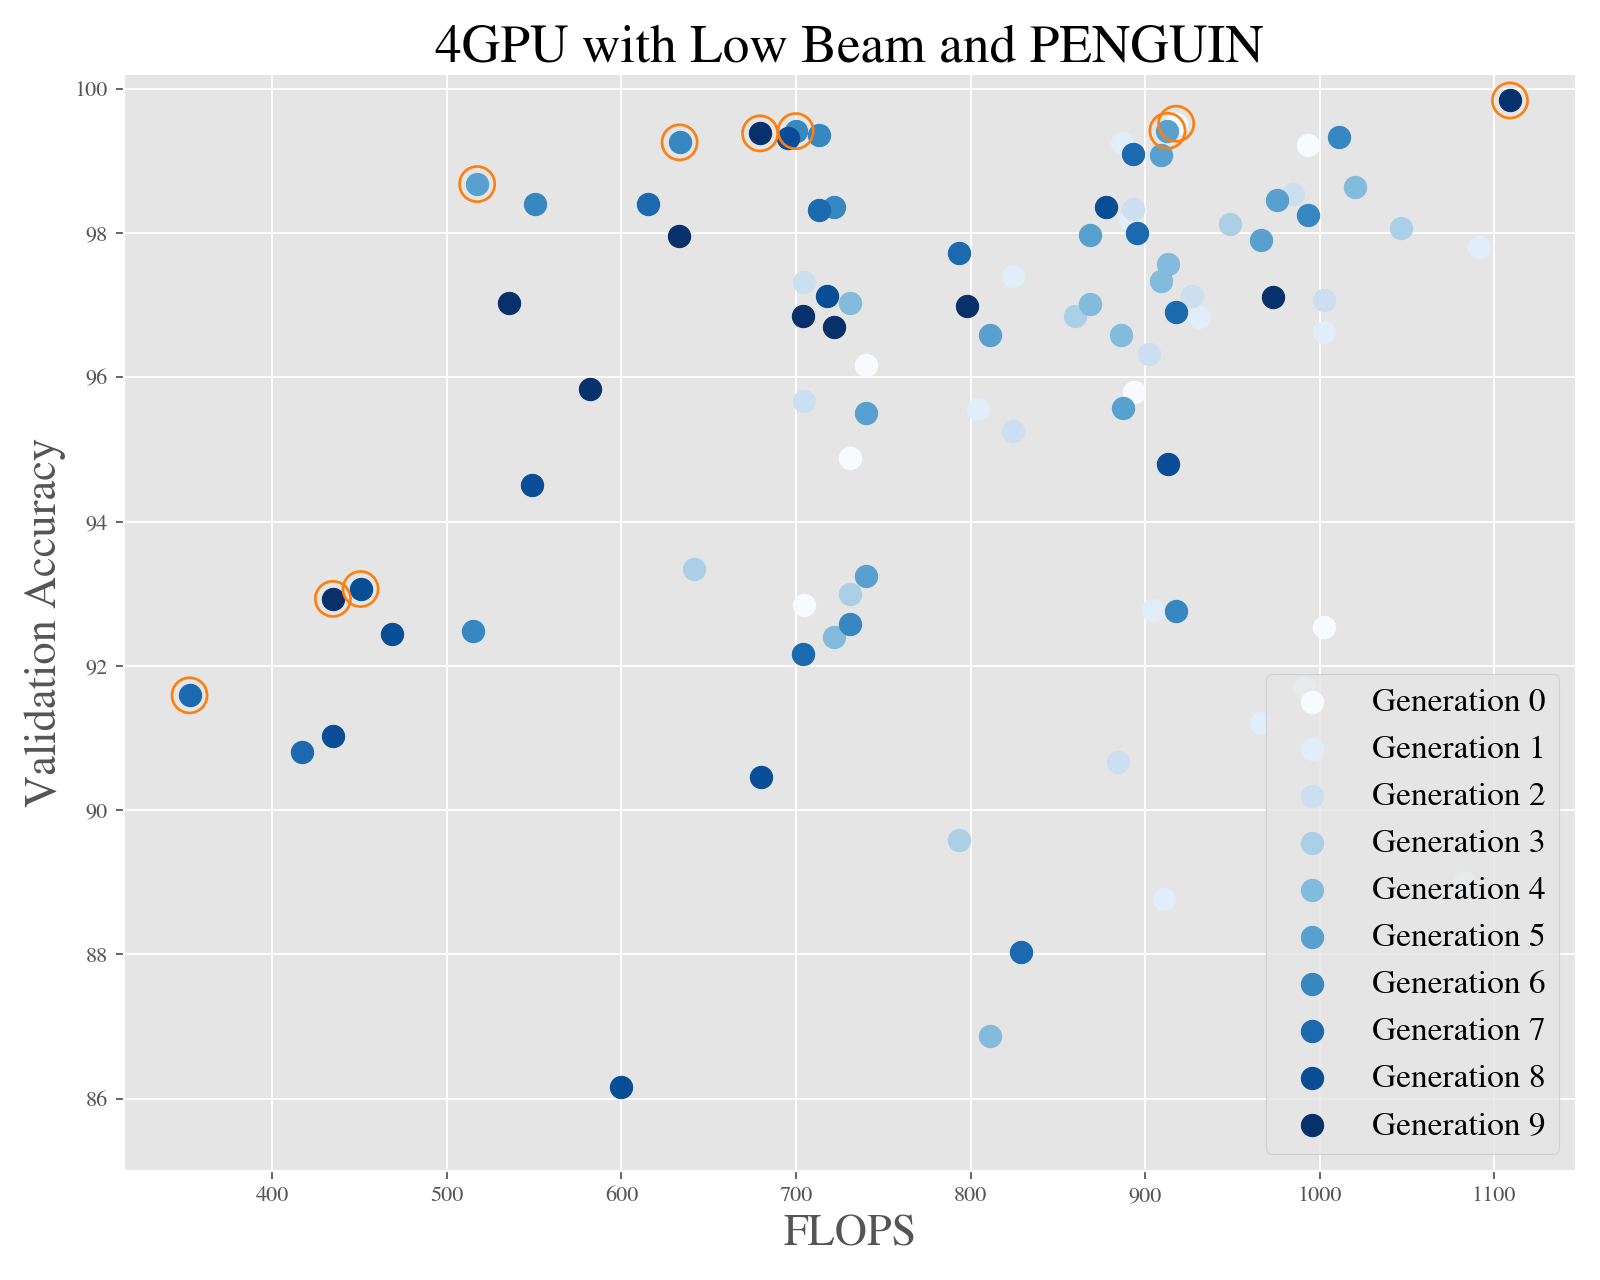 4GPU with Low Beam and PENGUIN
Validation Accuracy
100
98
96
94
92
90
88
86
400
500
600
700
800
900
1000
1100
FLOPS
Generation 0
Generation 1
Generation 2
Generation 3
Generation 4
Generation 5
Generation 6
Generation 7
Generation 8
Generation 9